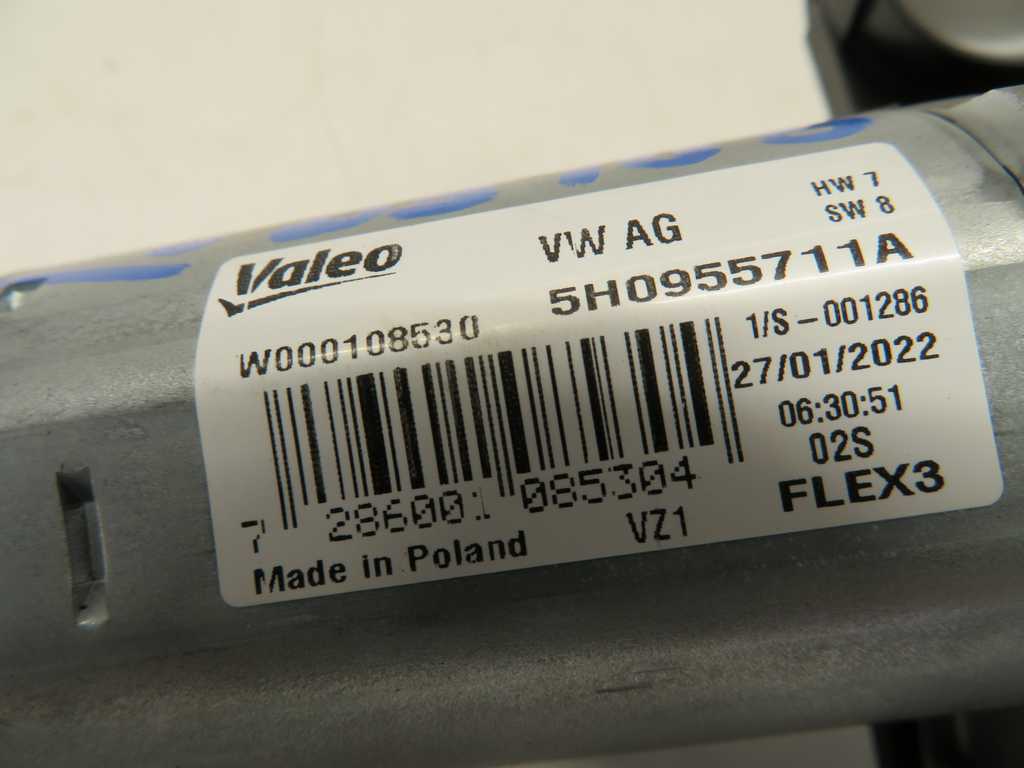 Valeo
VW AG
HW 7
SW 8
5H0955711A
W000108530
1/S - 001286
27/01/2022
06:30:51
02S
FLEX3
7 286001 085304
VZ1
Made in Poland